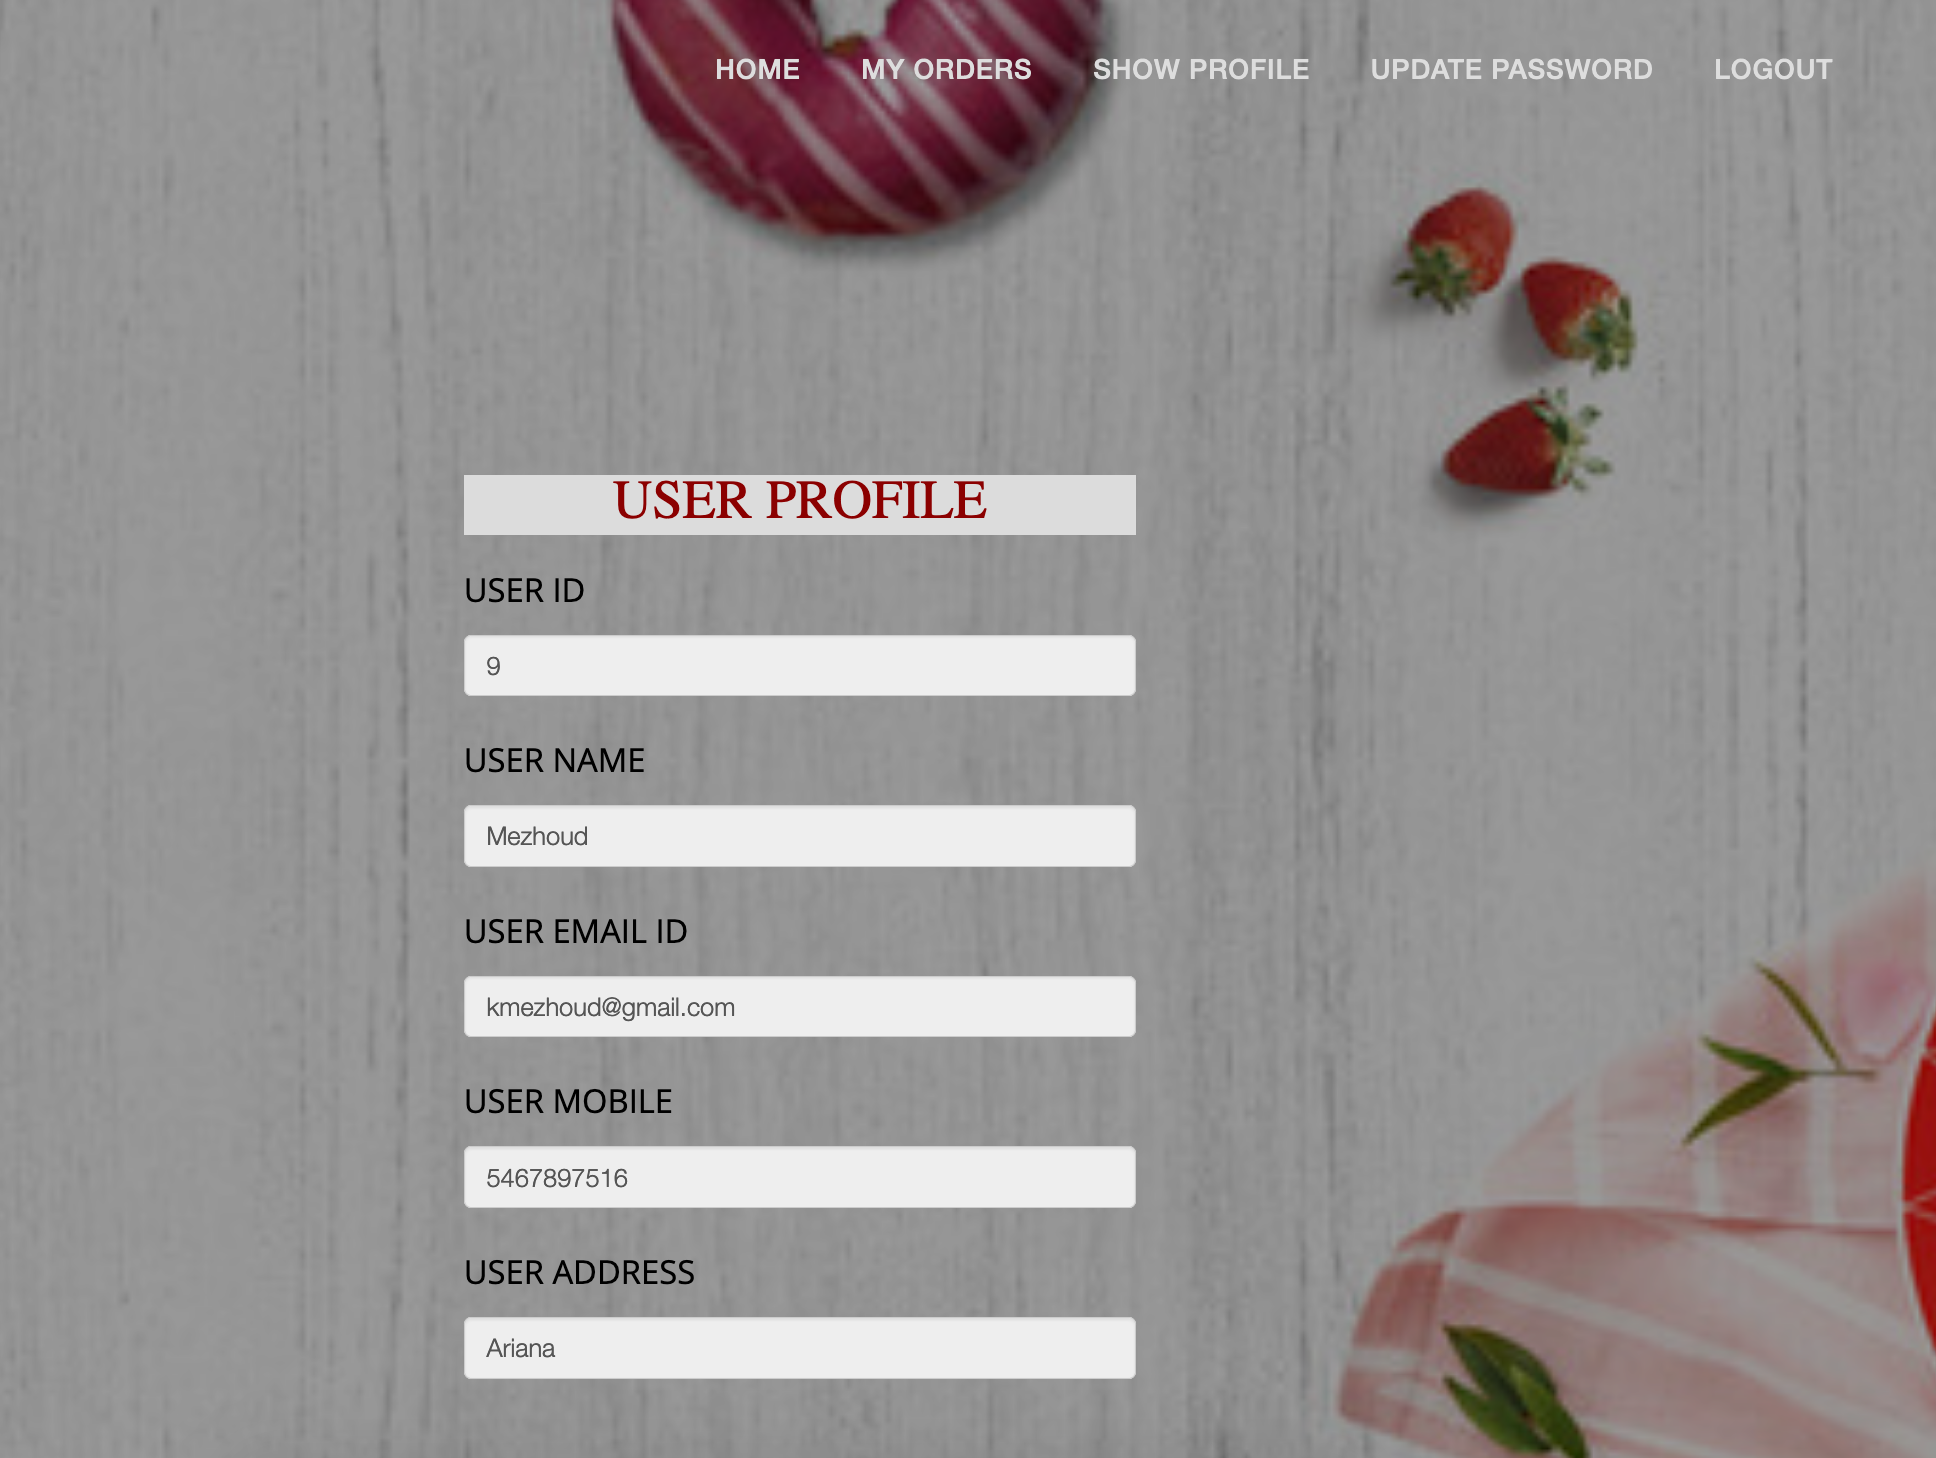 HOME MY ORDERS SHOW PROFILE UPDATE PASSWORD LOGOUT
USER PROFILE
USER ID
9
USER NAME
Mezhoud
USER EMAIL ID
kmezhoud@gmail.com
USER MOBILE
5467897516
USER ADDRESS
Ariana